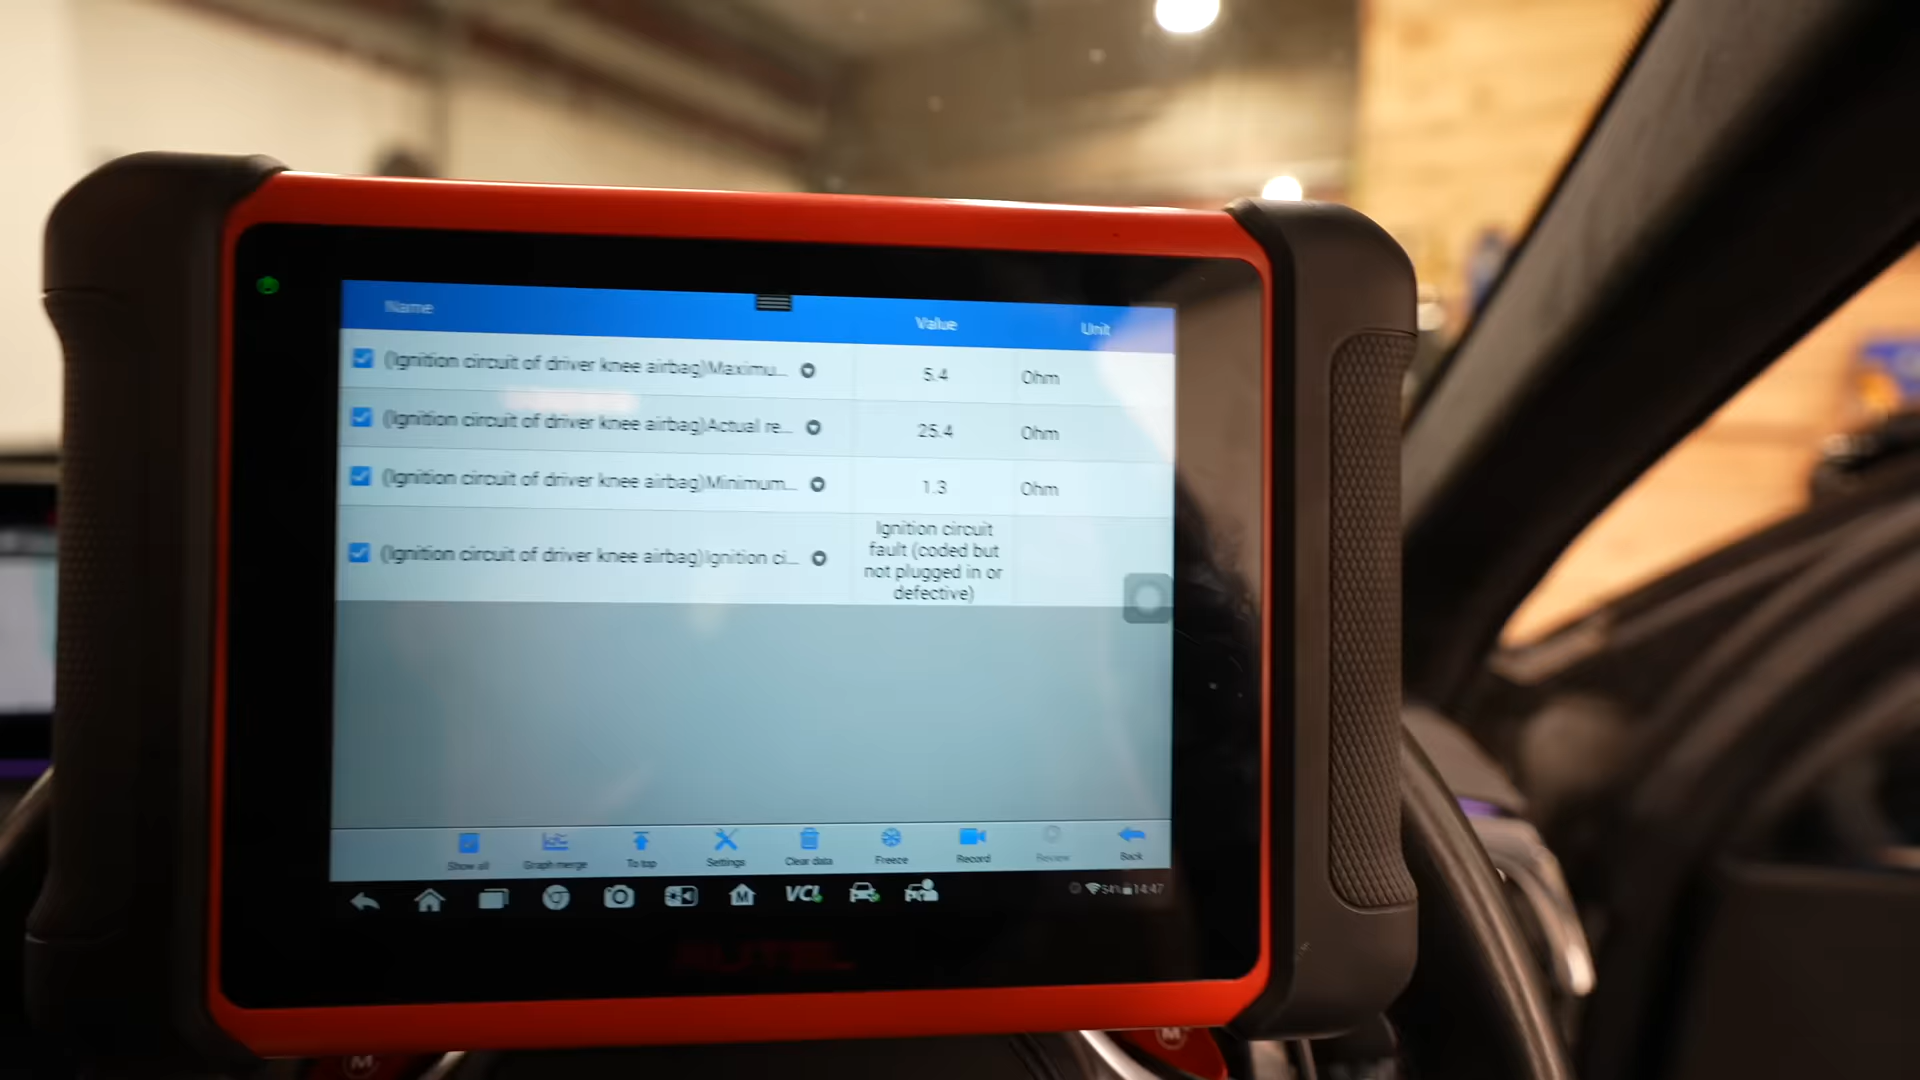 Name Value Unit
(Ignition circuit of driver knee airbag)Maximu... 5.4 Ohm
(Ignition circuit of driver knee airbag)Actual re... 25.4 Ohm
(Ignition circuit of driver knee airbag)Minimum... 1.3 Ohm
(Ignition circuit of driver knee airbag)Ignition ci...
Ignition circuit
fault (coded but
not plugged in or
defective)
Show all Graph merge To top Settings Clear data Freeze Record Review Back
M VCI 54% 14:47
AUTEL
M M